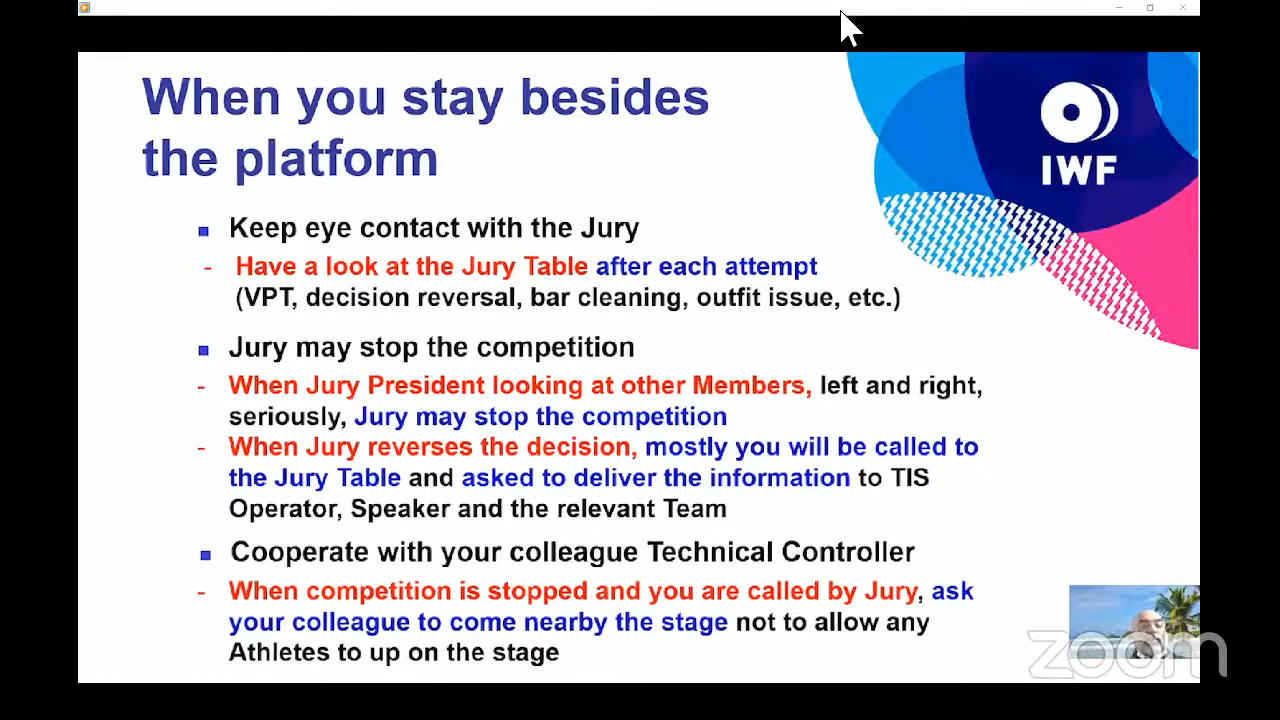 When you stay besides
the platform
IWF
Keep eye contact with the Jury
- Have a look at the Jury Table after each attempt
(VPT, decision reversal, bar cleaning, outfit issue, etc.)
Jury may stop the competition
- When Jury President looking at other Members, left and right,
seriously, Jury may stop the competition
- When Jury reverses the decision, mostly you will be called to
the Jury Table and asked to deliver the information to TIS
Operator, Speaker and the relevant Team
Cooperate with your colleague Technical Controller
- When competition is stopped and you are called by Jury, ask
your colleague to come nearby the stage not to allow any
Athletes to up on the stage
zoom